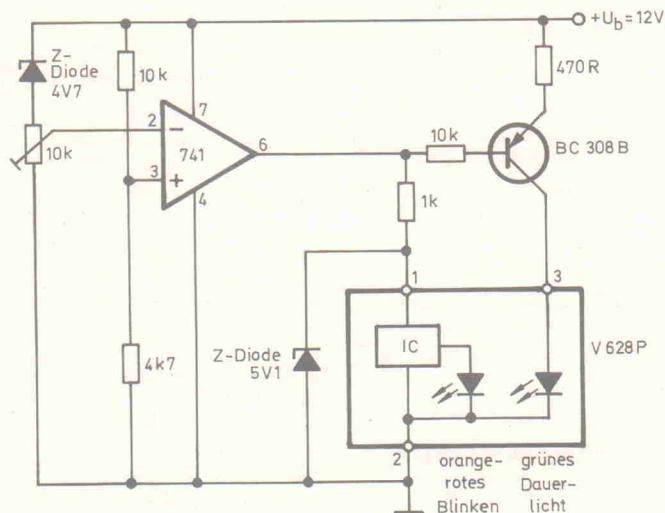 +U_b=12V
Z-
Diode
4V7
10k
470R
7
2
−
741
6
10k
BC 308 B
10k
3
+
4
1k
1
3
Z-Diode
5V1
IC
V 628 P
4k7
2
orange-
rotes
Blinken
grünes
Dauer-
licht